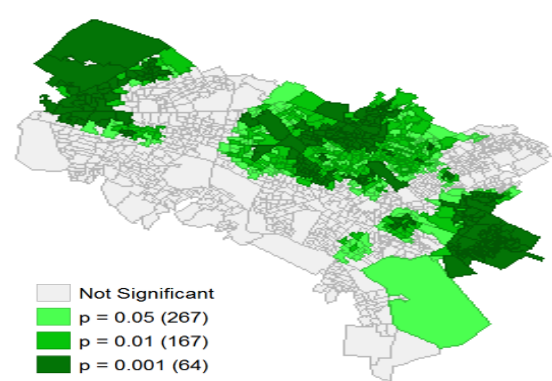 Not Significant
p = 0.05 (267)
p = 0.01 (167)
p = 0.001 (64)